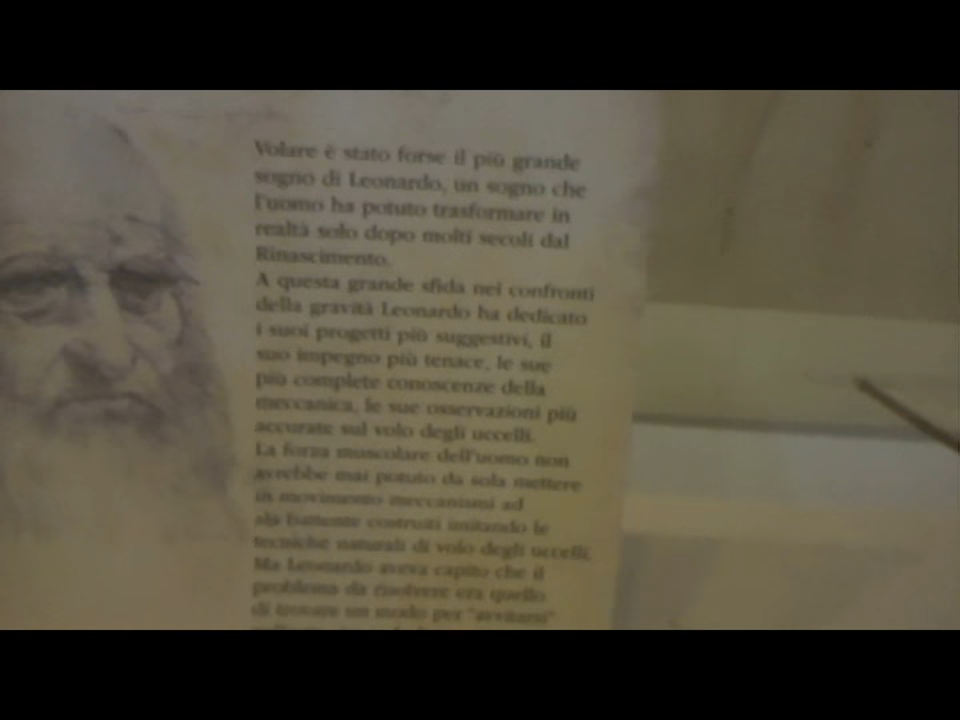 Volare è stato forse il più grande
sogno di Leonardo, un sogno che
l'uomo ha potuto trasformare in
realtà solo dopo molti secoli dal
Rinascimento.
A questa grande sfida nei confronti
della gravità Leonardo ha dedicato
i suoi progetti più suggestivi, il
suo impegno più tenace, le sue
più complete conoscenze della
meccanica, le sue osservazioni più
accurate sul volo degli uccelli.
La forza muscolare dell'uomo non
avrebbe mai potuto da sola mettere
in movimento meccanismi ad
ala battente costruiti imitando le
tecniche naturali di volo degli uccelli.
Ma Leonardo aveva capito che il
problema da risolvere era quello
di trovare un modo per "avvitarsi"